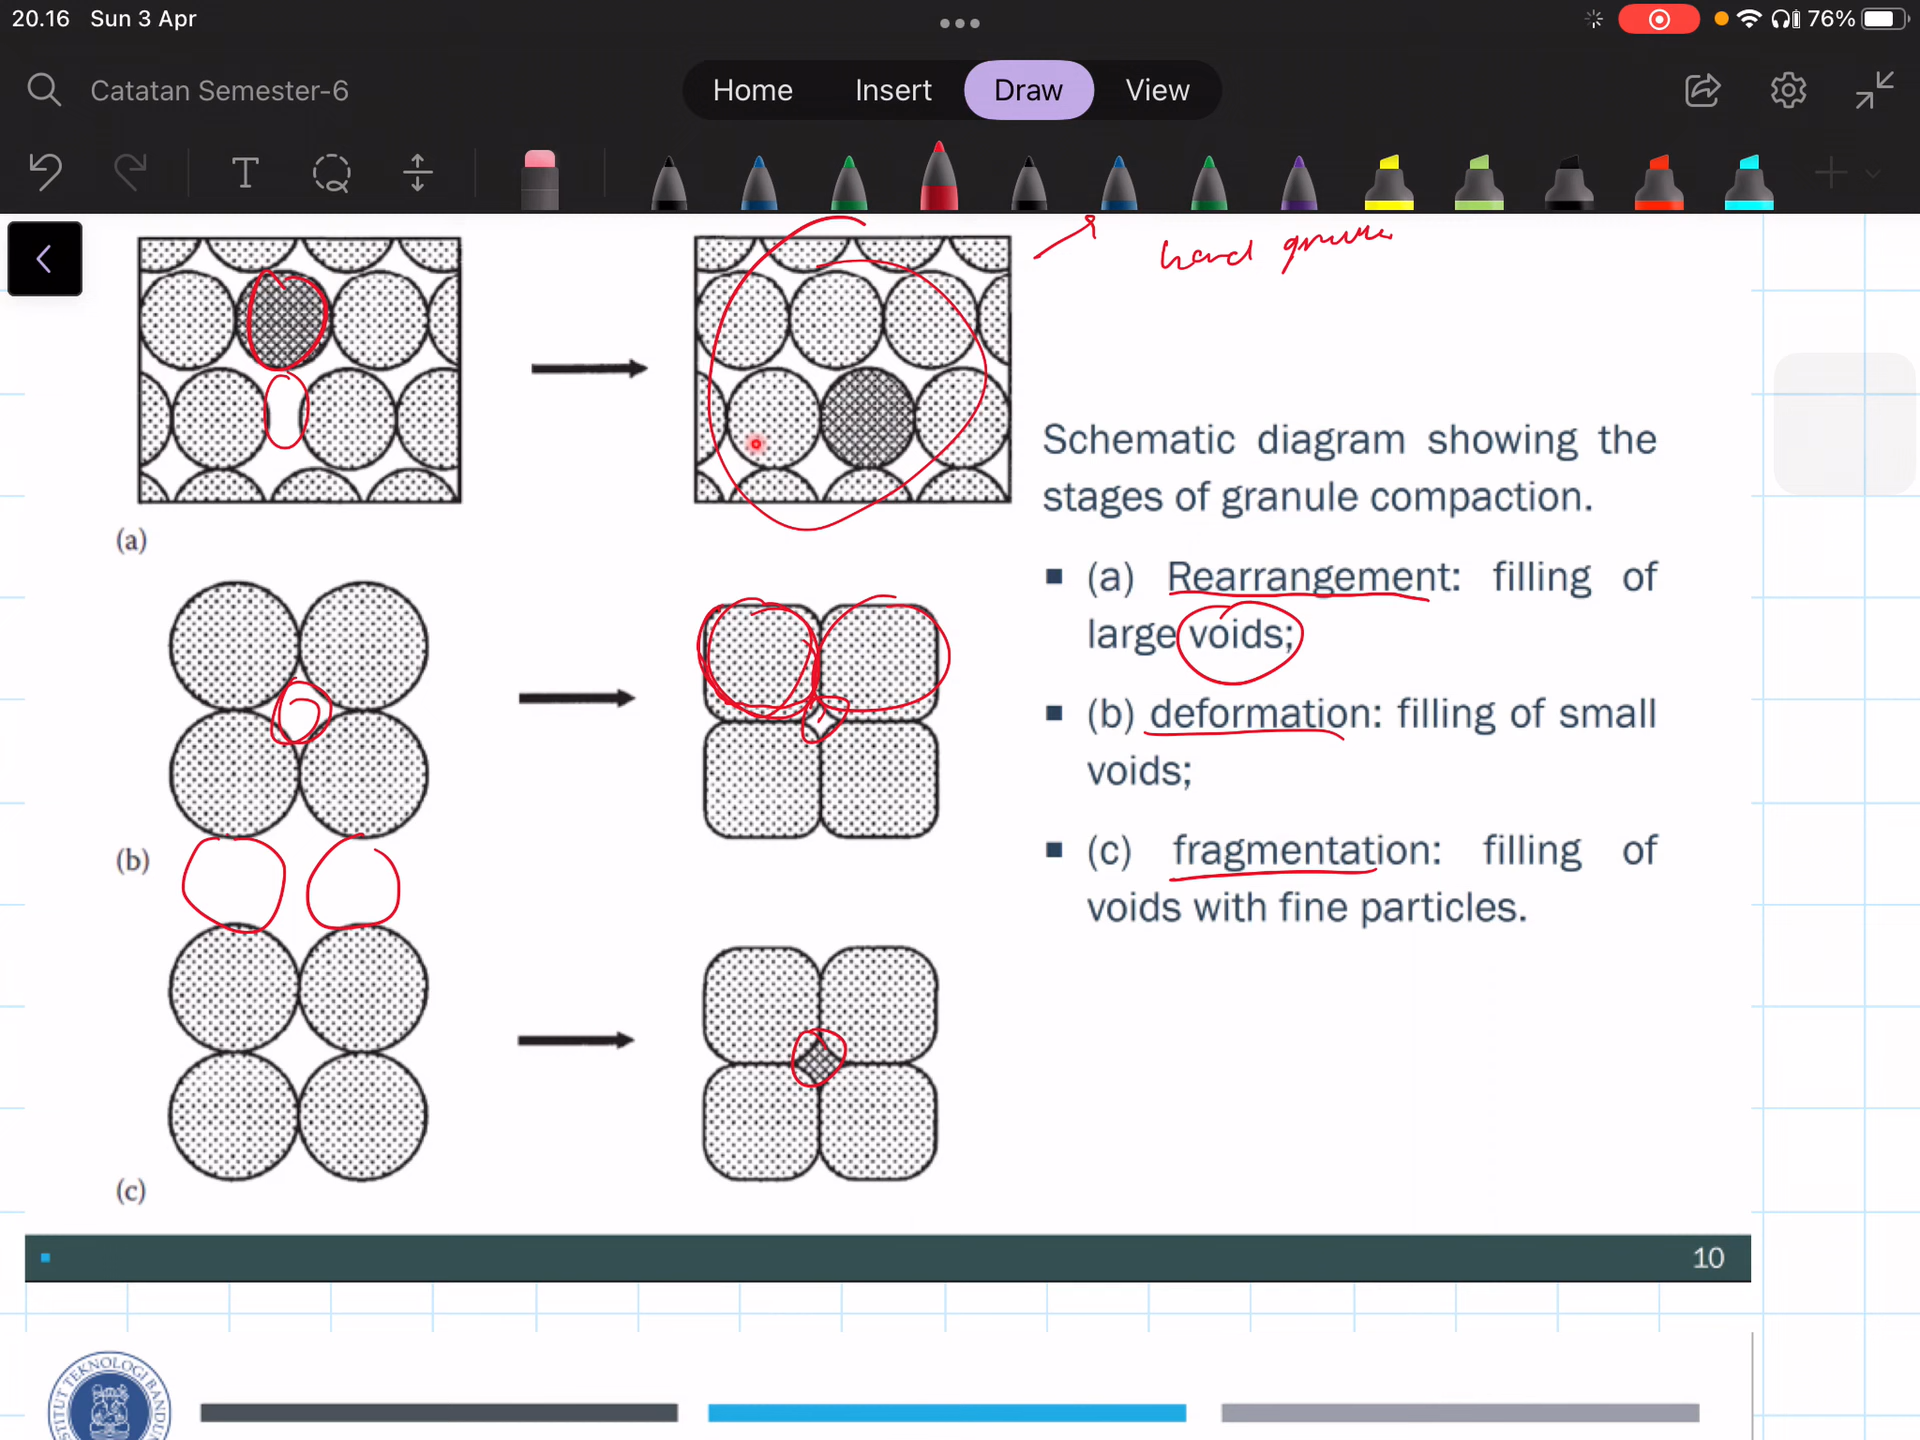 20.16 Sun 3 Apr
76%
Catatan Semester-6
Home Insert Draw View
T
hard granule
(a)
Schematic diagram showing the
stages of granule compaction.
▪ (a) Rearrangement: filling of
large voids;
(b)
▪ (b) deformation: filling of small
voids;
▪ (c) fragmentation: filling of
voids with fine particles.
(c)
10
TEKNOLOGI